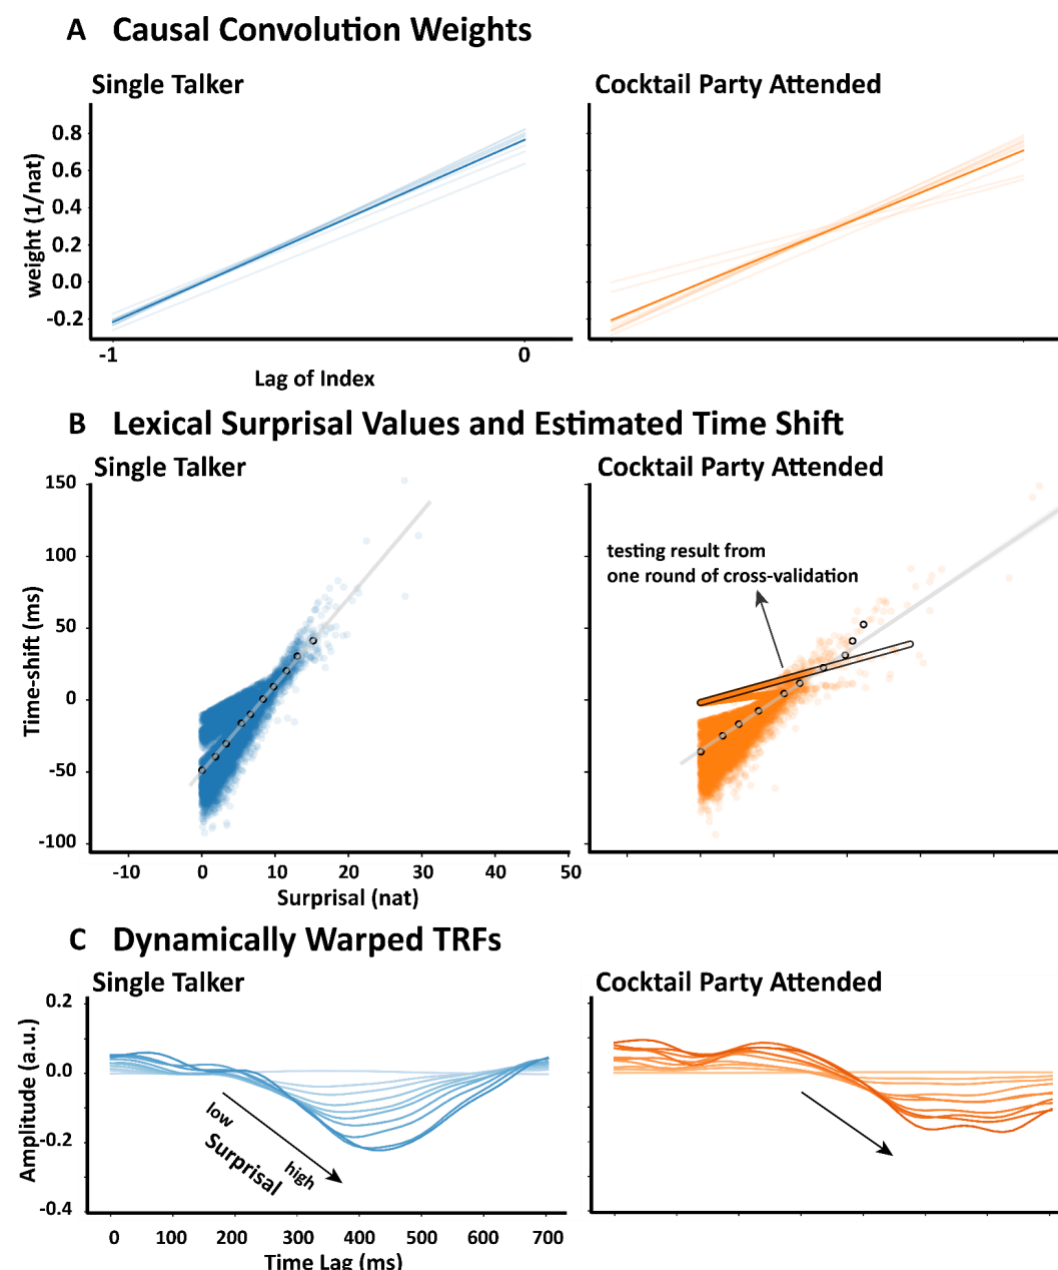 A Causal Convolution Weights
Single Talker
Cocktail Party Attended
weight (1/nat)
0.8
0.6
0.4
0.2
0.0
-0.2
-1
0
Lag of Index
B Lexical Surprisal Values and Estimated Time Shift
Single Talker
Cocktail Party Attended
Time-shift (ms)
150
100
50
0
-50
-100
testing result from
one round of cross-validation
-10
0
10
20
30
40
50
Surprisal (nat)
C Dynamically Warped TRFs
Single Talker
Cocktail Party Attended
Amplitude (a.u.)
0.2
0.0
-0.2
-0.4
low
Surprisal
high
0
100
200
300
400
500
600
700
Time Lag (ms)